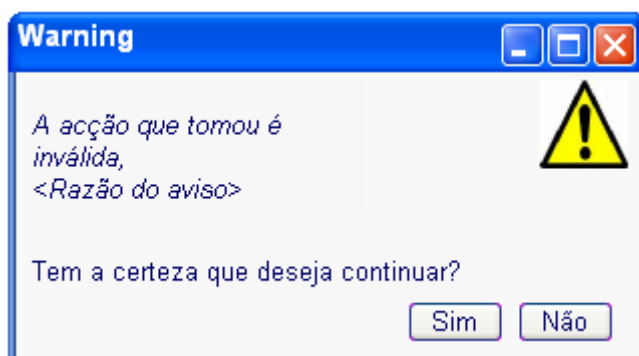 Warning
A acção que tomou é
inválida,
<Razão do aviso>
Tem a certeza que deseja continuar?
Sim Não